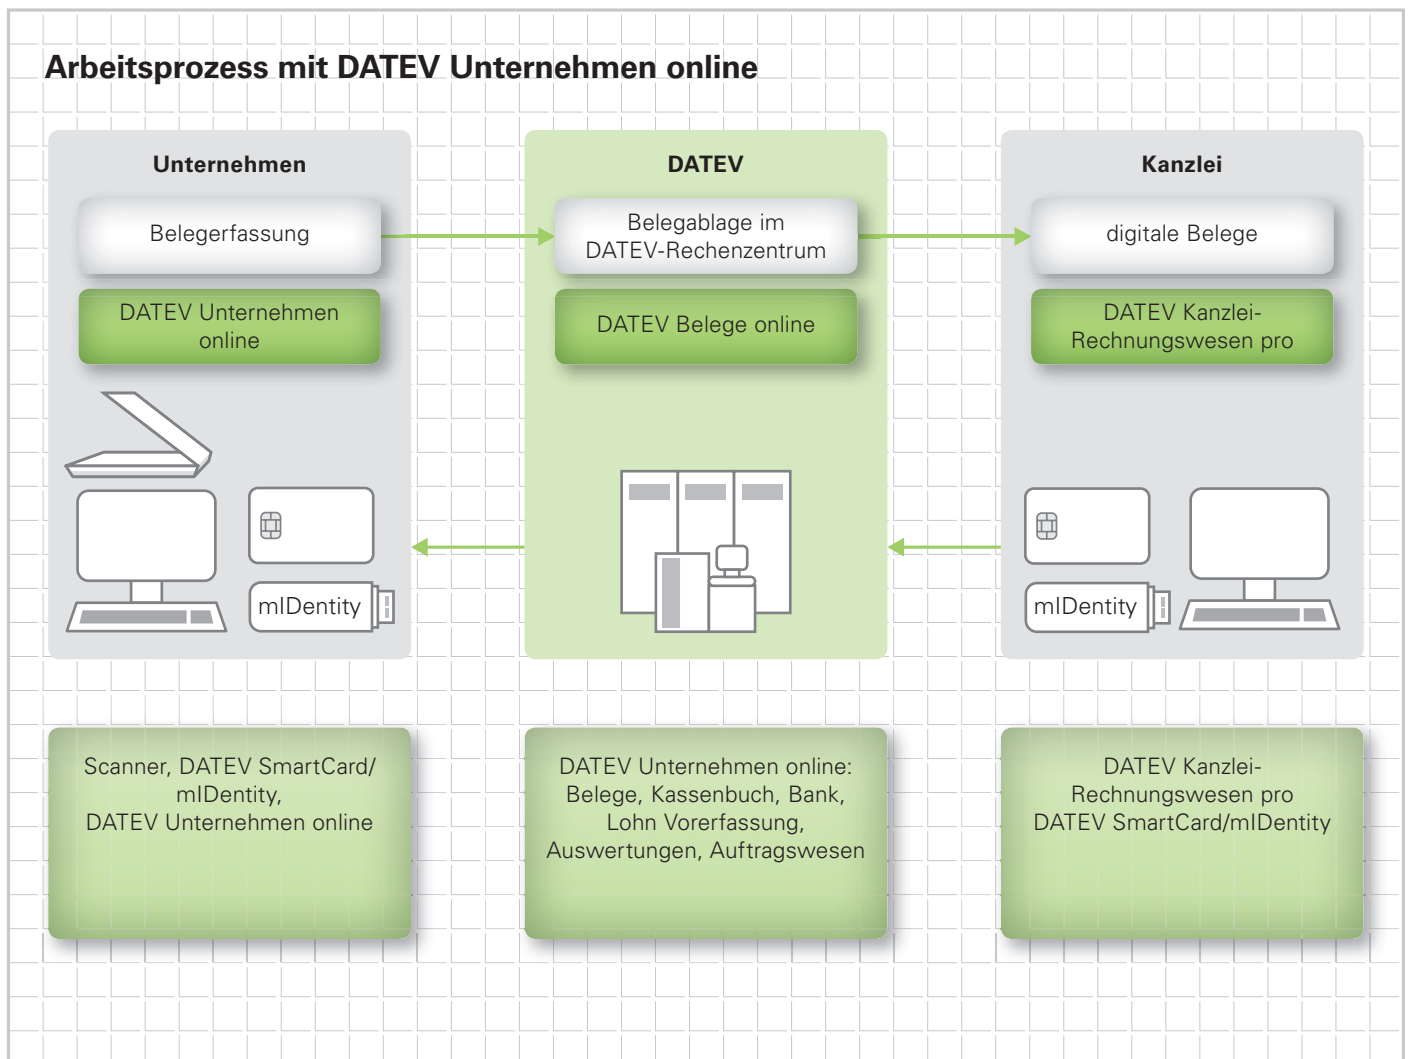 Arbeitsprozess mit DATEV Unternehmen online
Unternehmen
Belegerfassung
DATEV Unternehmen
online
mIDentity
DATEV
Belegablage im
DATEV-Rechenzentrum
DATEV Belege online
Kanzlei
digitale Belege
DATEV Kanzlei-
Rechnungswesen pro
mIDentity
Scanner, DATEV SmartCard/
mIDentity,
DATEV Unternehmen online
DATEV Unternehmen online:
Belege, Kassenbuch, Bank,
Lohn Vorerfassung,
Auswertungen, Auftragswesen
DATEV Kanzlei-
Rechnungswesen pro
DATEV SmartCard/mIDentity